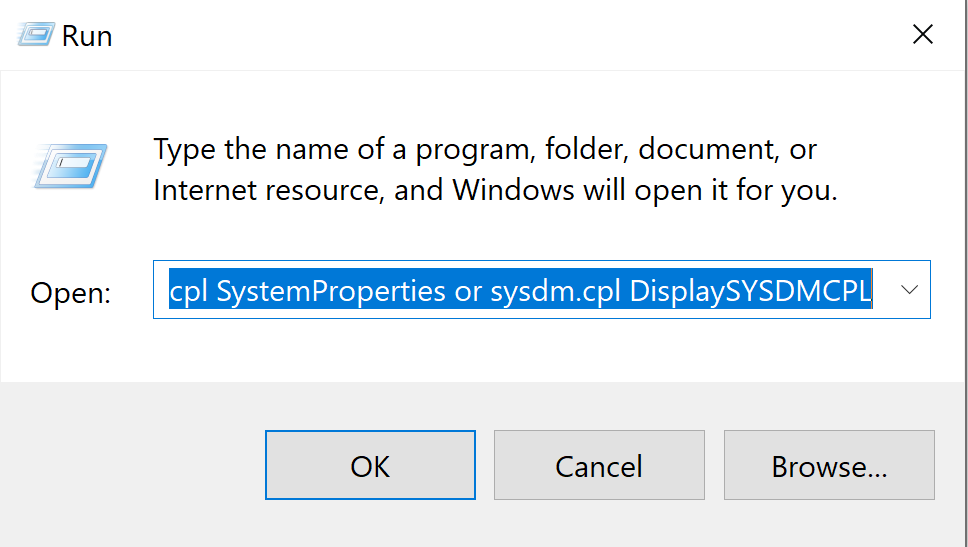 Run
Type the name of a program, folder, document, or
Internet resource, and Windows will open it for you.
Open: cpl SystemProperties or sysdm.cpl DisplaySYSDMCPL
OK Cancel Browse...